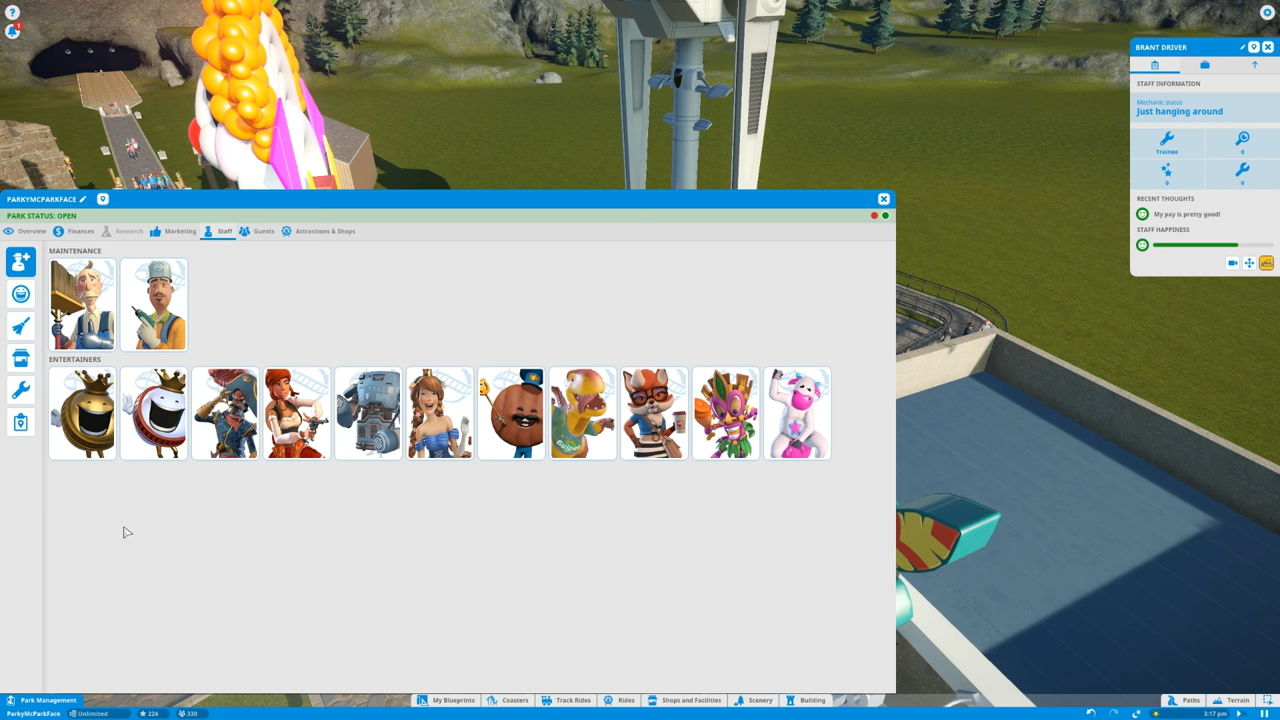 1
BRANT DRIVER
STAFF INFORMATION
Mechanic status
Just hanging around
Trainee
0
0
0
RECENT THOUGHTS
My pay is pretty good!
STAFF HAPPINESS
PARKYMCPARKFACE
PARK STATUS: OPEN
Overview Finances Research Marketing Staff Guests Attractions & Shops
MAINTENANCE
ENTERTAINERS
Park Management My Blueprints Coasters Track Rides Rides Shops and Facilities Scenery Building Paths Terrain
ParkyMcParkFace Unlimited 224 330 3:17 pm